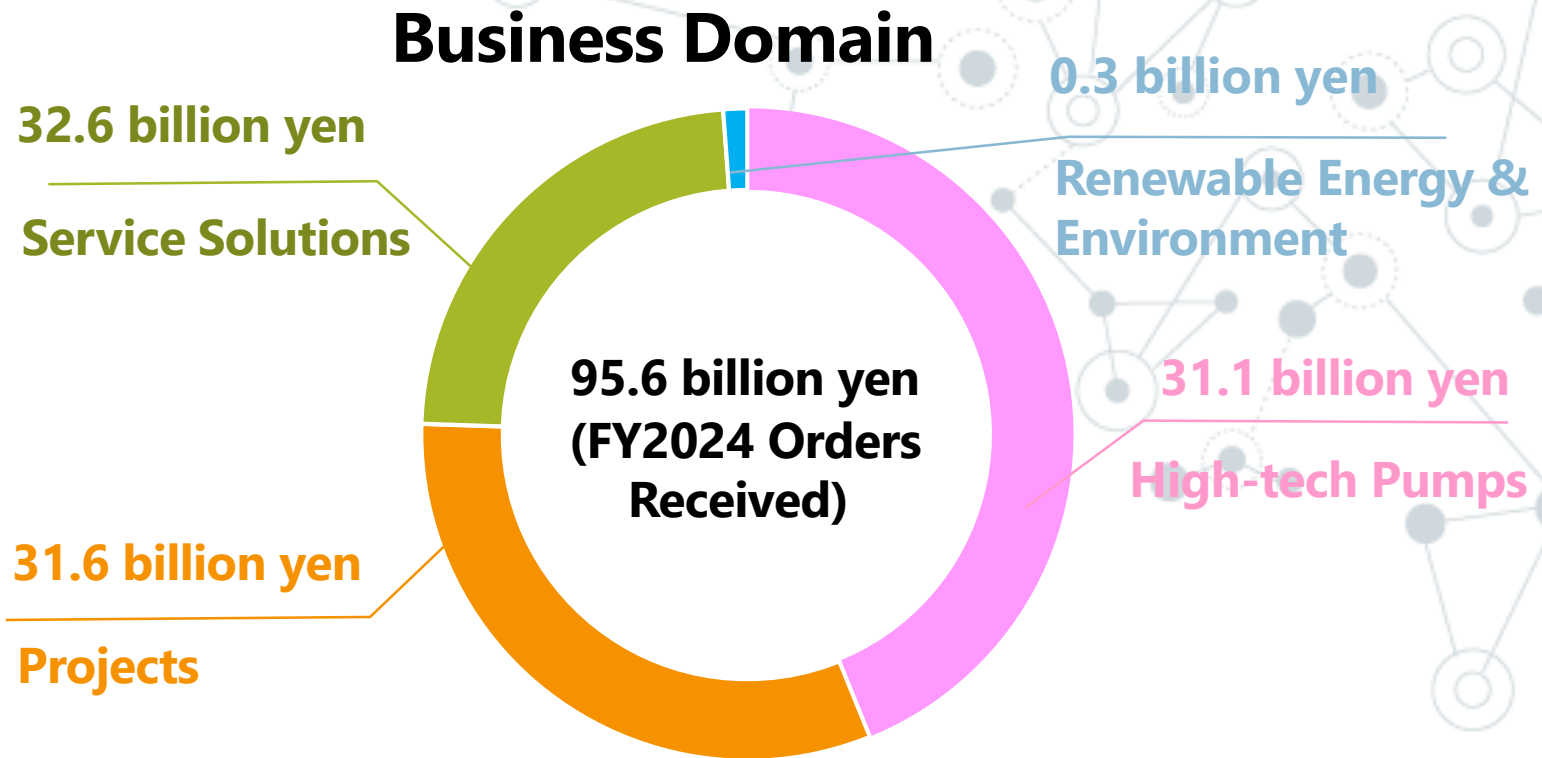 Business Domain
32.6 billion yen
Service Solutions
0.3 billion yen
Renewable Energy &
Environment
95.6 billion yen
(FY2024 Orders
Received)
31.1 billion yen
High-tech Pumps
31.6 billion yen
Projects